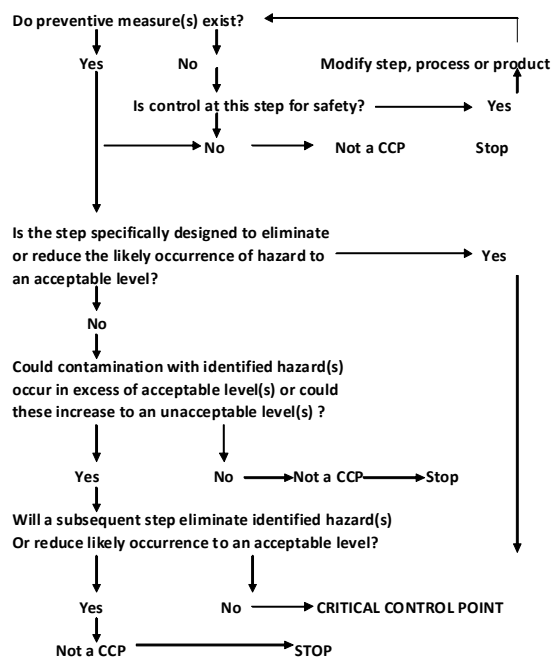 Do preventive measure(s) exist?
Yes No Modify step, process or product
Is control at this step for safety? Yes
No Not a CCP Stop
Is the step specifically designed to eliminate
or reduce the likely occurrence of hazard to Yes
an acceptable level?
No
Could contamination with identified hazard(s)
occur in excess of acceptable level(s) or could
these increase to an unacceptable level(s) ?
Yes No Not a CCP Stop
Will a subsequent step eliminate identified hazard(s)
Or reduce likely occurrence to an acceptable level?
Yes No CRITICAL CONTROL POINT
Not a CCP STOP